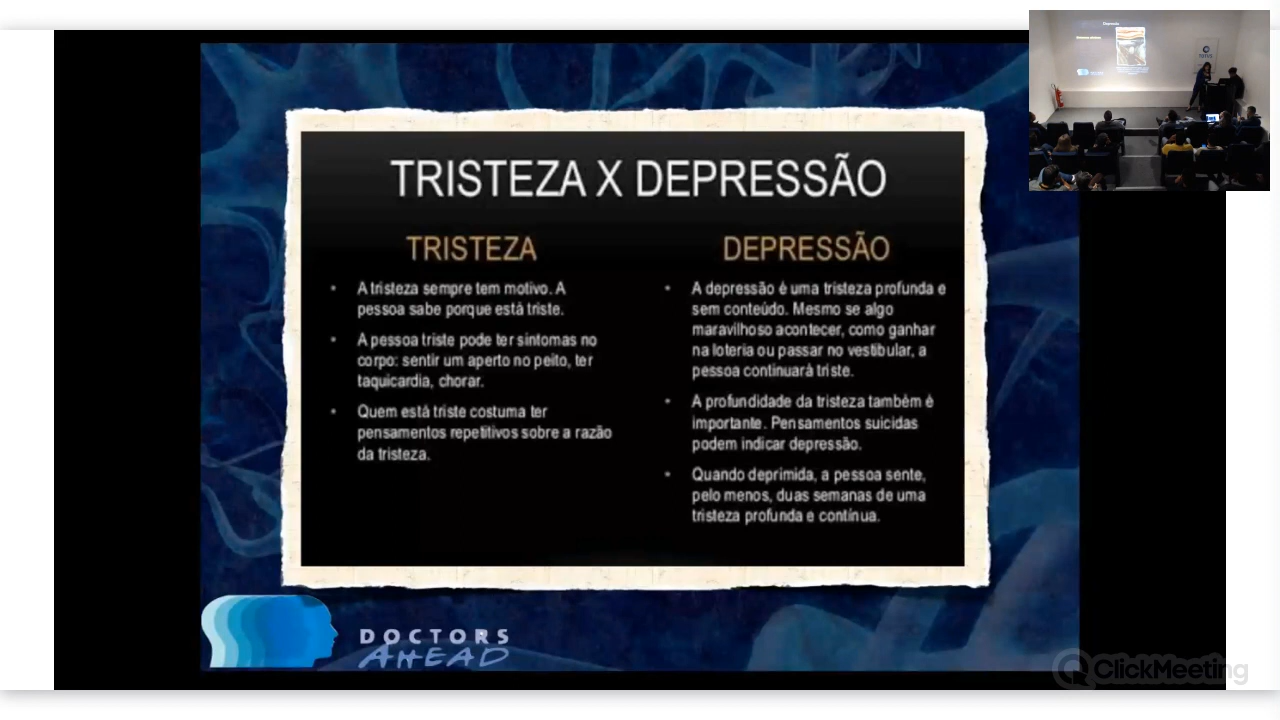 TRISTEZA X DEPRESSÃO
TRISTEZA
• A tristeza sempre tem motivo. A
pessoa sabe porque está triste.
• A pessoa triste pode ter sintomas no
corpo: sentir um aperto no peito, ter
taquicardia, chorar.
• Quem está triste costuma ter
pensamentos repetitivos sobre a razão
da tristeza.
DEPRESSÃO
• A depressão é uma tristeza profunda e
sem conteúdo. Mesmo se algo
maravilhoso acontecer, como ganhar
na loteria ou passar no vestibular, a
pessoa continuará triste.
• A profundidade da tristeza também é
importante. Pensamentos suicidas
podem indicar depressão.
• Quando deprimida, a pessoa sente,
pelo menos, duas semanas de uma
tristeza profunda e contínua.
DOCTORS
AHEAD
ClickMeeting
Depressão